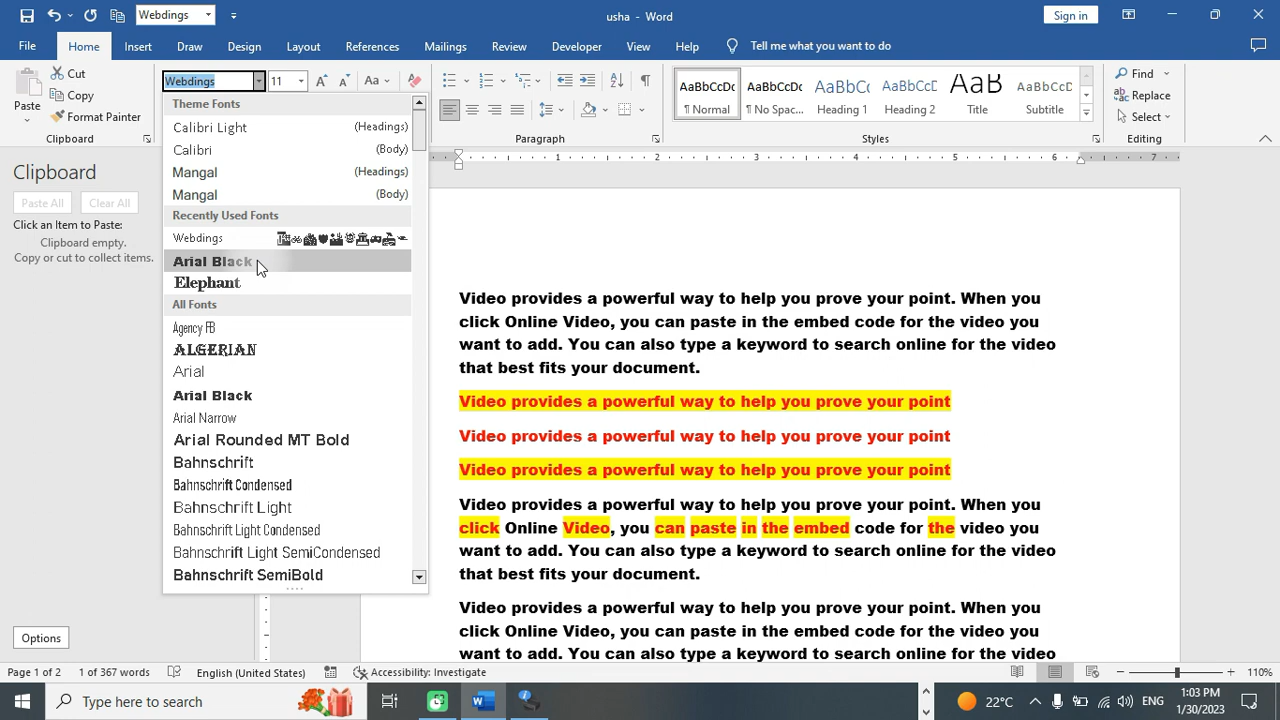 Webdings
usha - Word
Sign in
File
Home
Insert
Draw
Design
Layout
References
Mailings
Review
Developer
View
Help
Tell me what you want to do
Paste
Cut
Copy
Format Painter
Clipboard
Webdings
11
Aa
Paragraph
AaBbCcDc
¶ Normal
AaBbCcDc
¶ No Spac...
AaBbCc
Heading 1
AaBbCcD
Heading 2
AaB
Title
AaBbCcD
Subtitle
Styles
Find
Replace
Select
Editing
Theme Fonts
Calibri Light (Headings)
Calibri (Body)
Mangal (Headings)
Mangal (Body)
Recently Used Fonts
Webdings
Arial Black
Elephant
All Fonts
Agency FB
ALGERIAN
Arial
Arial Black
Arial Narrow
Arial Rounded MT Bold
Bahnschrift
Bahnschrift Condensed
Bahnschrift Light
Bahnschrift Light Condensed
Bahnschrift Light SemiCondensed
Bahnschrift SemiBold
Clipboard
Paste All
Clear All
Click an Item to Paste:
Clipboard empty.
Copy or cut to collect items.
Options
1 2 3 4 5 6 7
Video provides a powerful way to help you prove your point. When you
click Online Video, you can paste in the embed code for the video you
want to add. You can also type a keyword to search online for the video
that best fits your document.
Video provides a powerful way to help you prove your point
Video provides a powerful way to help you prove your point
Video provides a powerful way to help you prove your point
Video provides a powerful way to help you prove your point. When you
click Online Video, you can paste in the embed code for the video you
want to add. You can also type a keyword to search online for the video
that best fits your document.
Video provides a powerful way to help you prove your point. When you
click Online Video, you can paste in the embed code for the video you
want to add. You can also type a keyword to search online for the video
Page 1 of 2
1 of 367 words
English (United States)
Accessibility: Investigate
110%
Type here to search
22°C
ENG
1:03 PM
1/30/2023